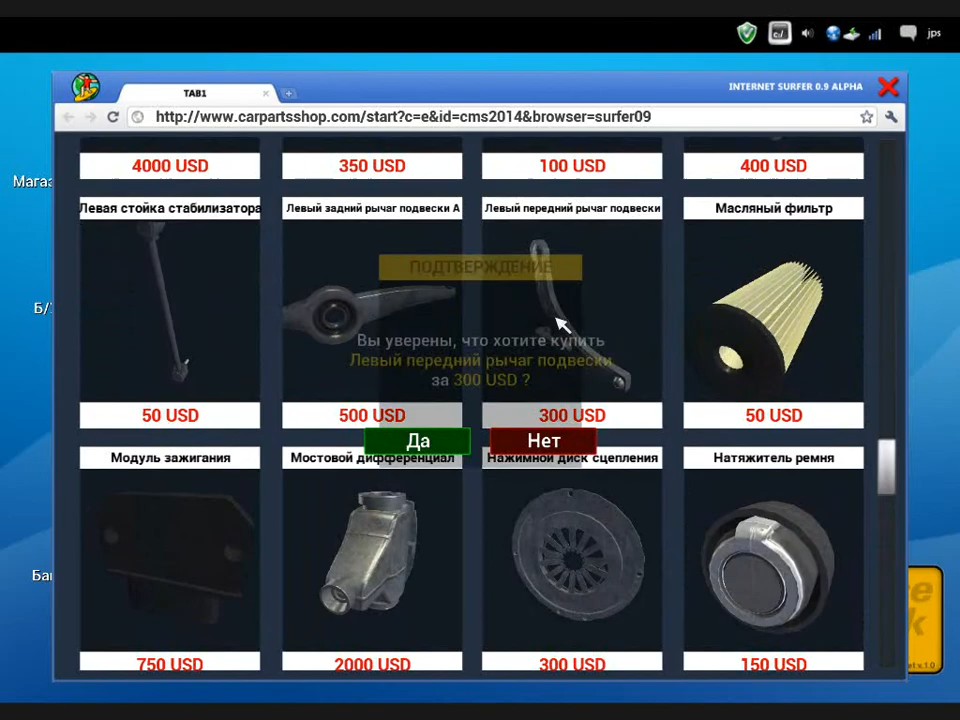 jps
TAB1
INTERNET SURFER 0.9 ALPHA
http://www.carpartsshop.com/start?c=e&id=cms2014&browser=surfer09
4000 USD
350 USD
100 USD
400 USD
Левая стойка стабилизатора
Левый задний рычаг подвески А
Левый передний рычаг подвески
Масляный фильтр
ПОДТВЕРЖДЕНИЕ
Вы уверены, что хотите купить
Левый передний рычаг подвески
за 300 USD ?
50 USD
500 USD
300 USD
50 USD
Да
Нет
Модуль зажигания
Мостовой дифференциал
Нажимной диск сцепления
Натяжитель ремня
750 USD
2000 USD
300 USD
150 USD